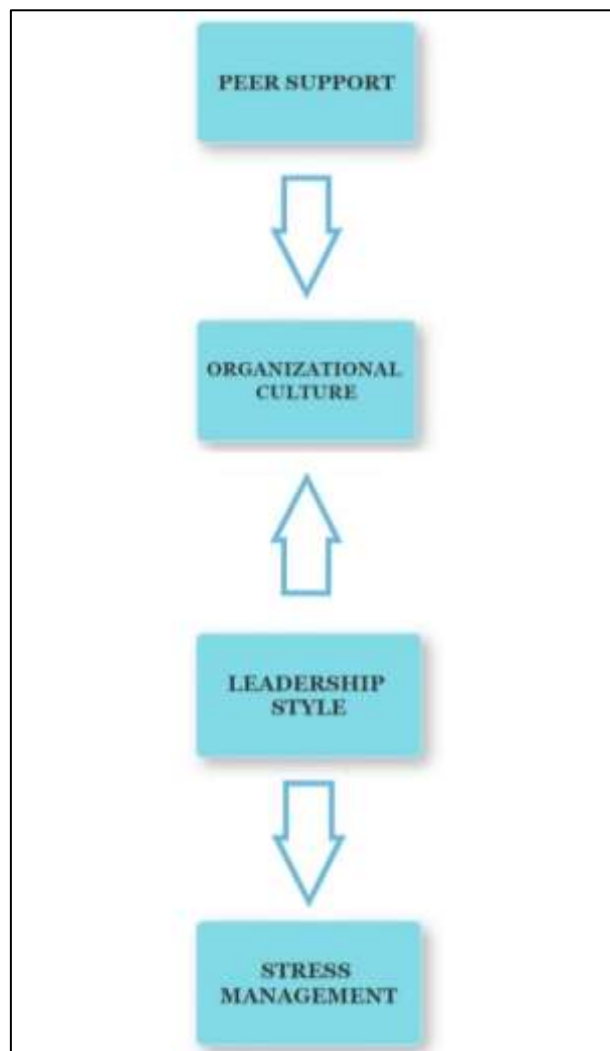 PEER SUPPORT
ORGANIZATIONAL
CULTURE
LEADERSHIP
STYLE
STRESS
MANAGEMENT